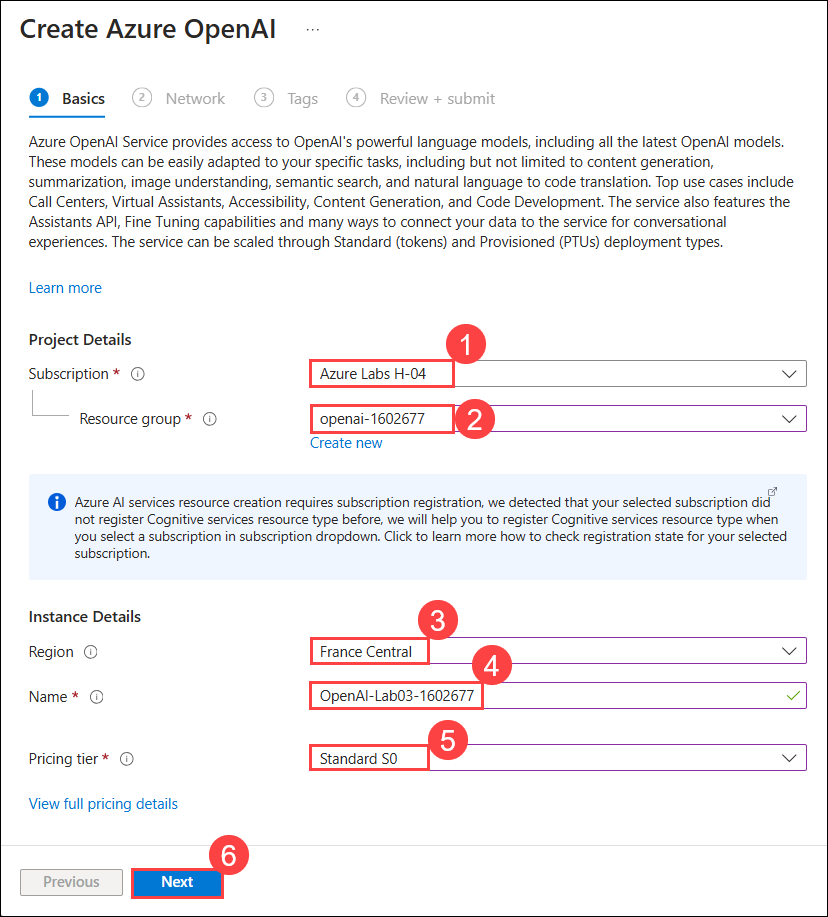 Create Azure OpenAI ...
1 Basics 2 Network 3 Tags 4 Review + submit
Azure OpenAI Service provides access to OpenAI's powerful language models, including all the latest OpenAI models.
These models can be easily adapted to your specific tasks, including but not limited to content generation,
summarization, image understanding, semantic search, and natural language to code translation. Top use cases include
Call Centers, Virtual Assistants, Accessibility, Content Generation, and Code Development. The service also features the
Assistants API, Fine Tuning capabilities and many ways to connect your data to the service for conversational
experiences. The service can be scaled through Standard (tokens) and Provisioned (PTUs) deployment types.
Learn more
Project Details
1
Subscription * Azure Labs H-04
Resource group * openai-1602677 2
Create new
Azure AI services resource creation requires subscription registration, we detected that your selected subscription did
not register Cognitive services resource type before, we will help you to register Cognitive services resource type when
you select a subscription in subscription dropdown. Click to learn more how to check registration state for your selected
subscription.
Instance Details
3
Region France Central
4
Name * OpenAI-Lab03-1602677
5
Pricing tier * Standard S0
View full pricing details
6
Previous Next